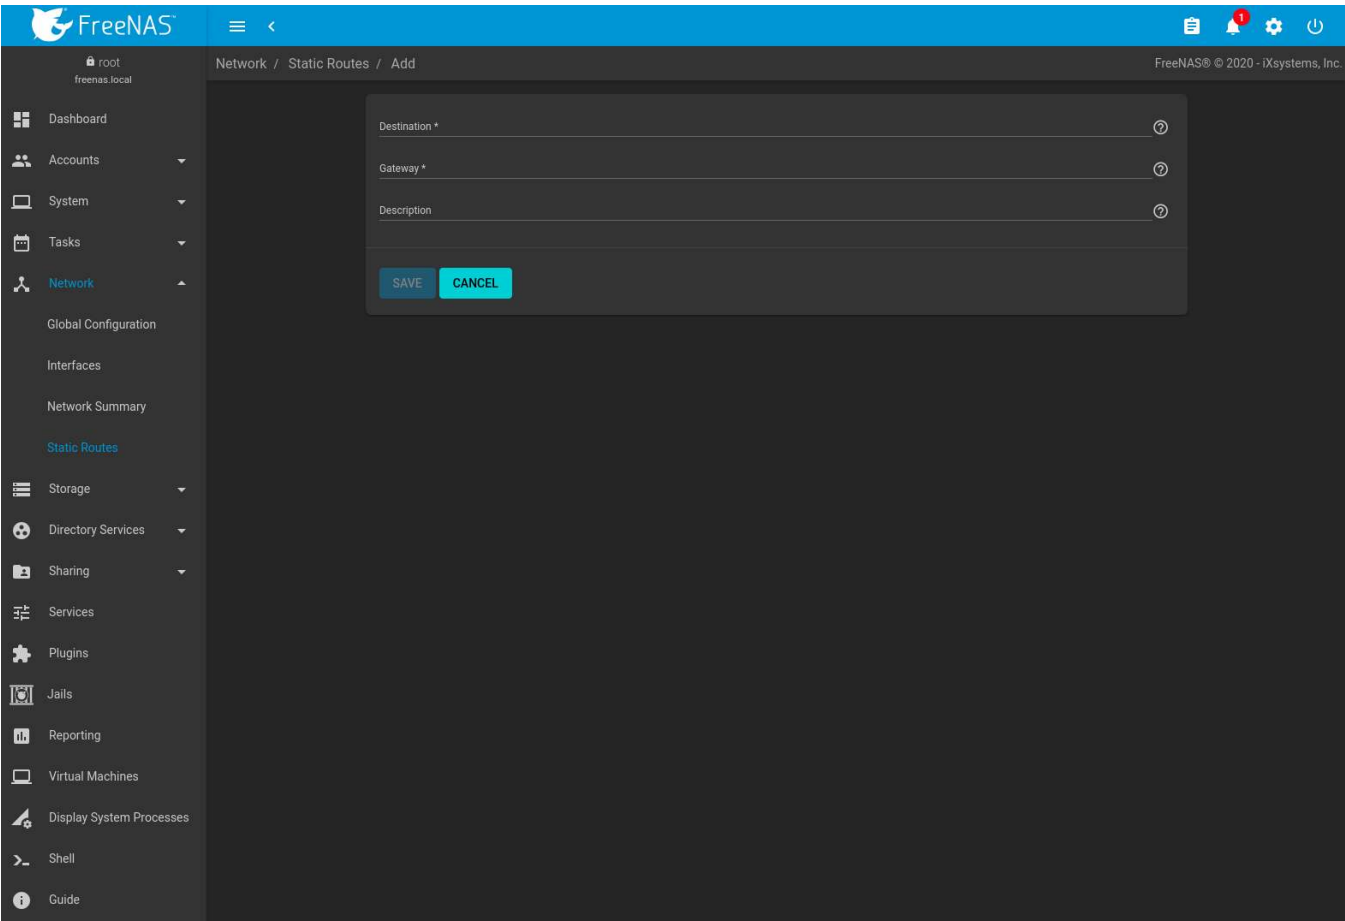 FreeNAS™
1
root
freenas.local
Network / Static Routes / Add
FreeNAS® © 2020 - iXsystems, Inc.
Dashboard
Accounts
System
Tasks
Network
Global Configuration
Interfaces
Network Summary
Static Routes
Storage
Directory Services
Sharing
Services
Plugins
Jails
Reporting
Virtual Machines
Display System Processes
Shell
Guide
Destination *
Gateway *
Description
SAVE CANCEL